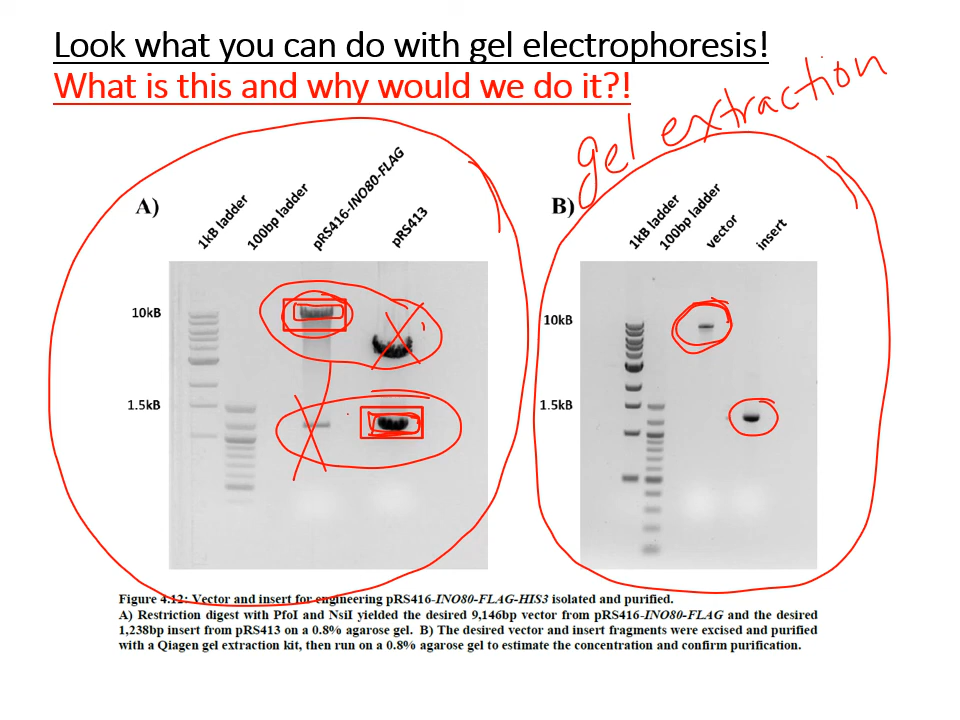 Look what you can do with gel electrophoresis!
What is this and why would we do it?!
gel extraction
A)
1kB ladder
100bp ladder
pRS416-INO80-FLAG
pRS413
10kB
1.5kB
B)
1kB ladder
100bp ladder
vector
insert
10kB
1.5kB
Figure 4.12: Vector and insert for engineering pRS416-INO80-FLAG-HIS3 isolated and purified.
A) Restriction digest with PfoI and NsiI yielded the desired 9,146bp vector from pRS416-INO80-FLAG and the desired
1,238bp insert from pRS413 on a 0.8% agarose gel. B) The desired vector and insert fragments were excised and purified
with a Qiagen gel extraction kit, then run on a 0.8% agarose gel to estimate the concentration and confirm purification.